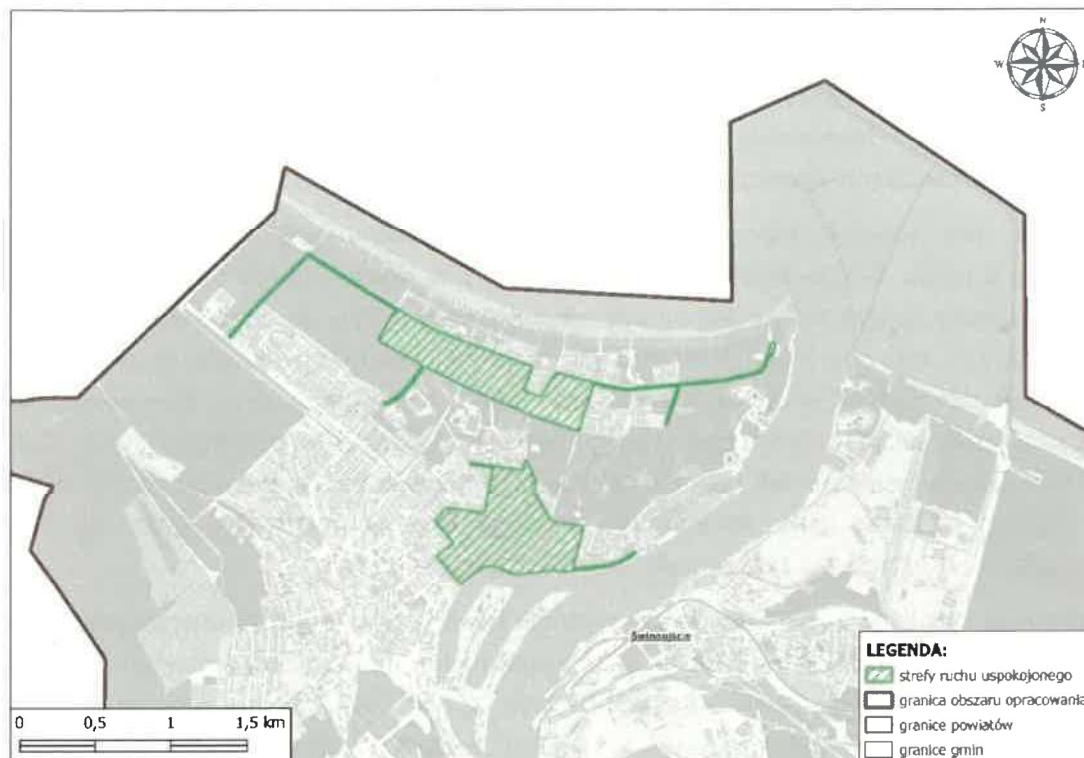 N
W
S
Świnoujście
LEGENDA:
strefy ruchu uspokojonego
granica obszaru opracowania
granice powiatów
granice gmin
0 0,5 1 1,5 km